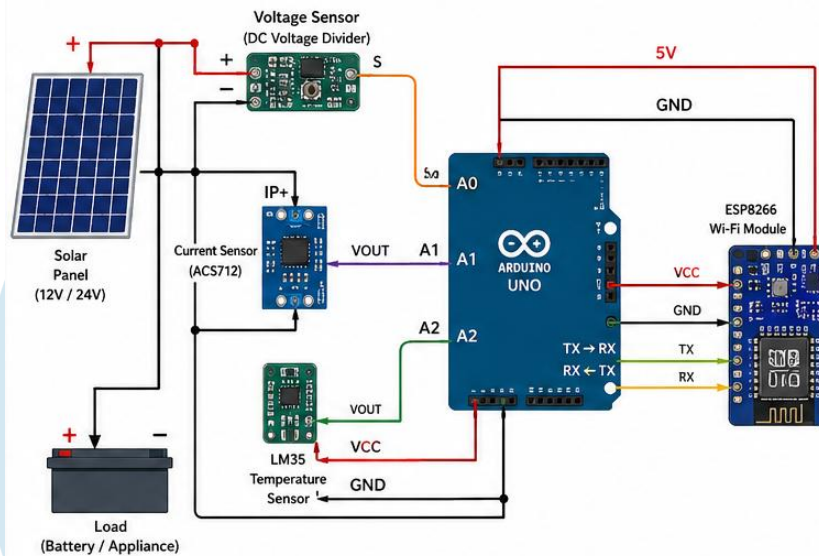 Voltage Sensor
(DC Voltage Divider)
+
+
−
S
5V
GND
A0
IP+
Solar
Panel
(12V / 24V)
Current Sensor
(ACS712)
VOUT
A1
A1
ARDUINO
UNO
ESP8266
Wi-Fi Module
VCC
GND
A2
A2
TX → RX
RX ← TX
TX
RX
VOUT
VCC
LM35
Temperature
Sensor
GND
+
−
Load
(Battery / Appliance)